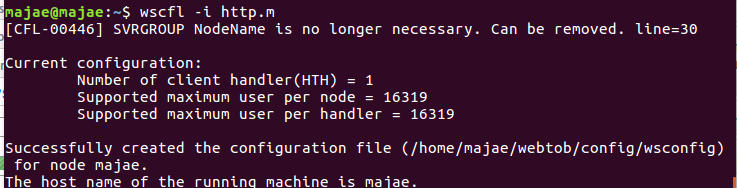 majae@majae:~$ wscfl -i http.m
[CFL-00446] SVRGROUP NodeName is no longer necessary. Can be removed. line=30
Current configuration:
Number of client handler(HTH) = 1
Supported maximum user per node = 16319
Supported maximum user per handler = 16319
Successfully created the configuration file (/home/majae/webtob/config/wsconfig)
for node majae.
The host name of the running machine is majae.